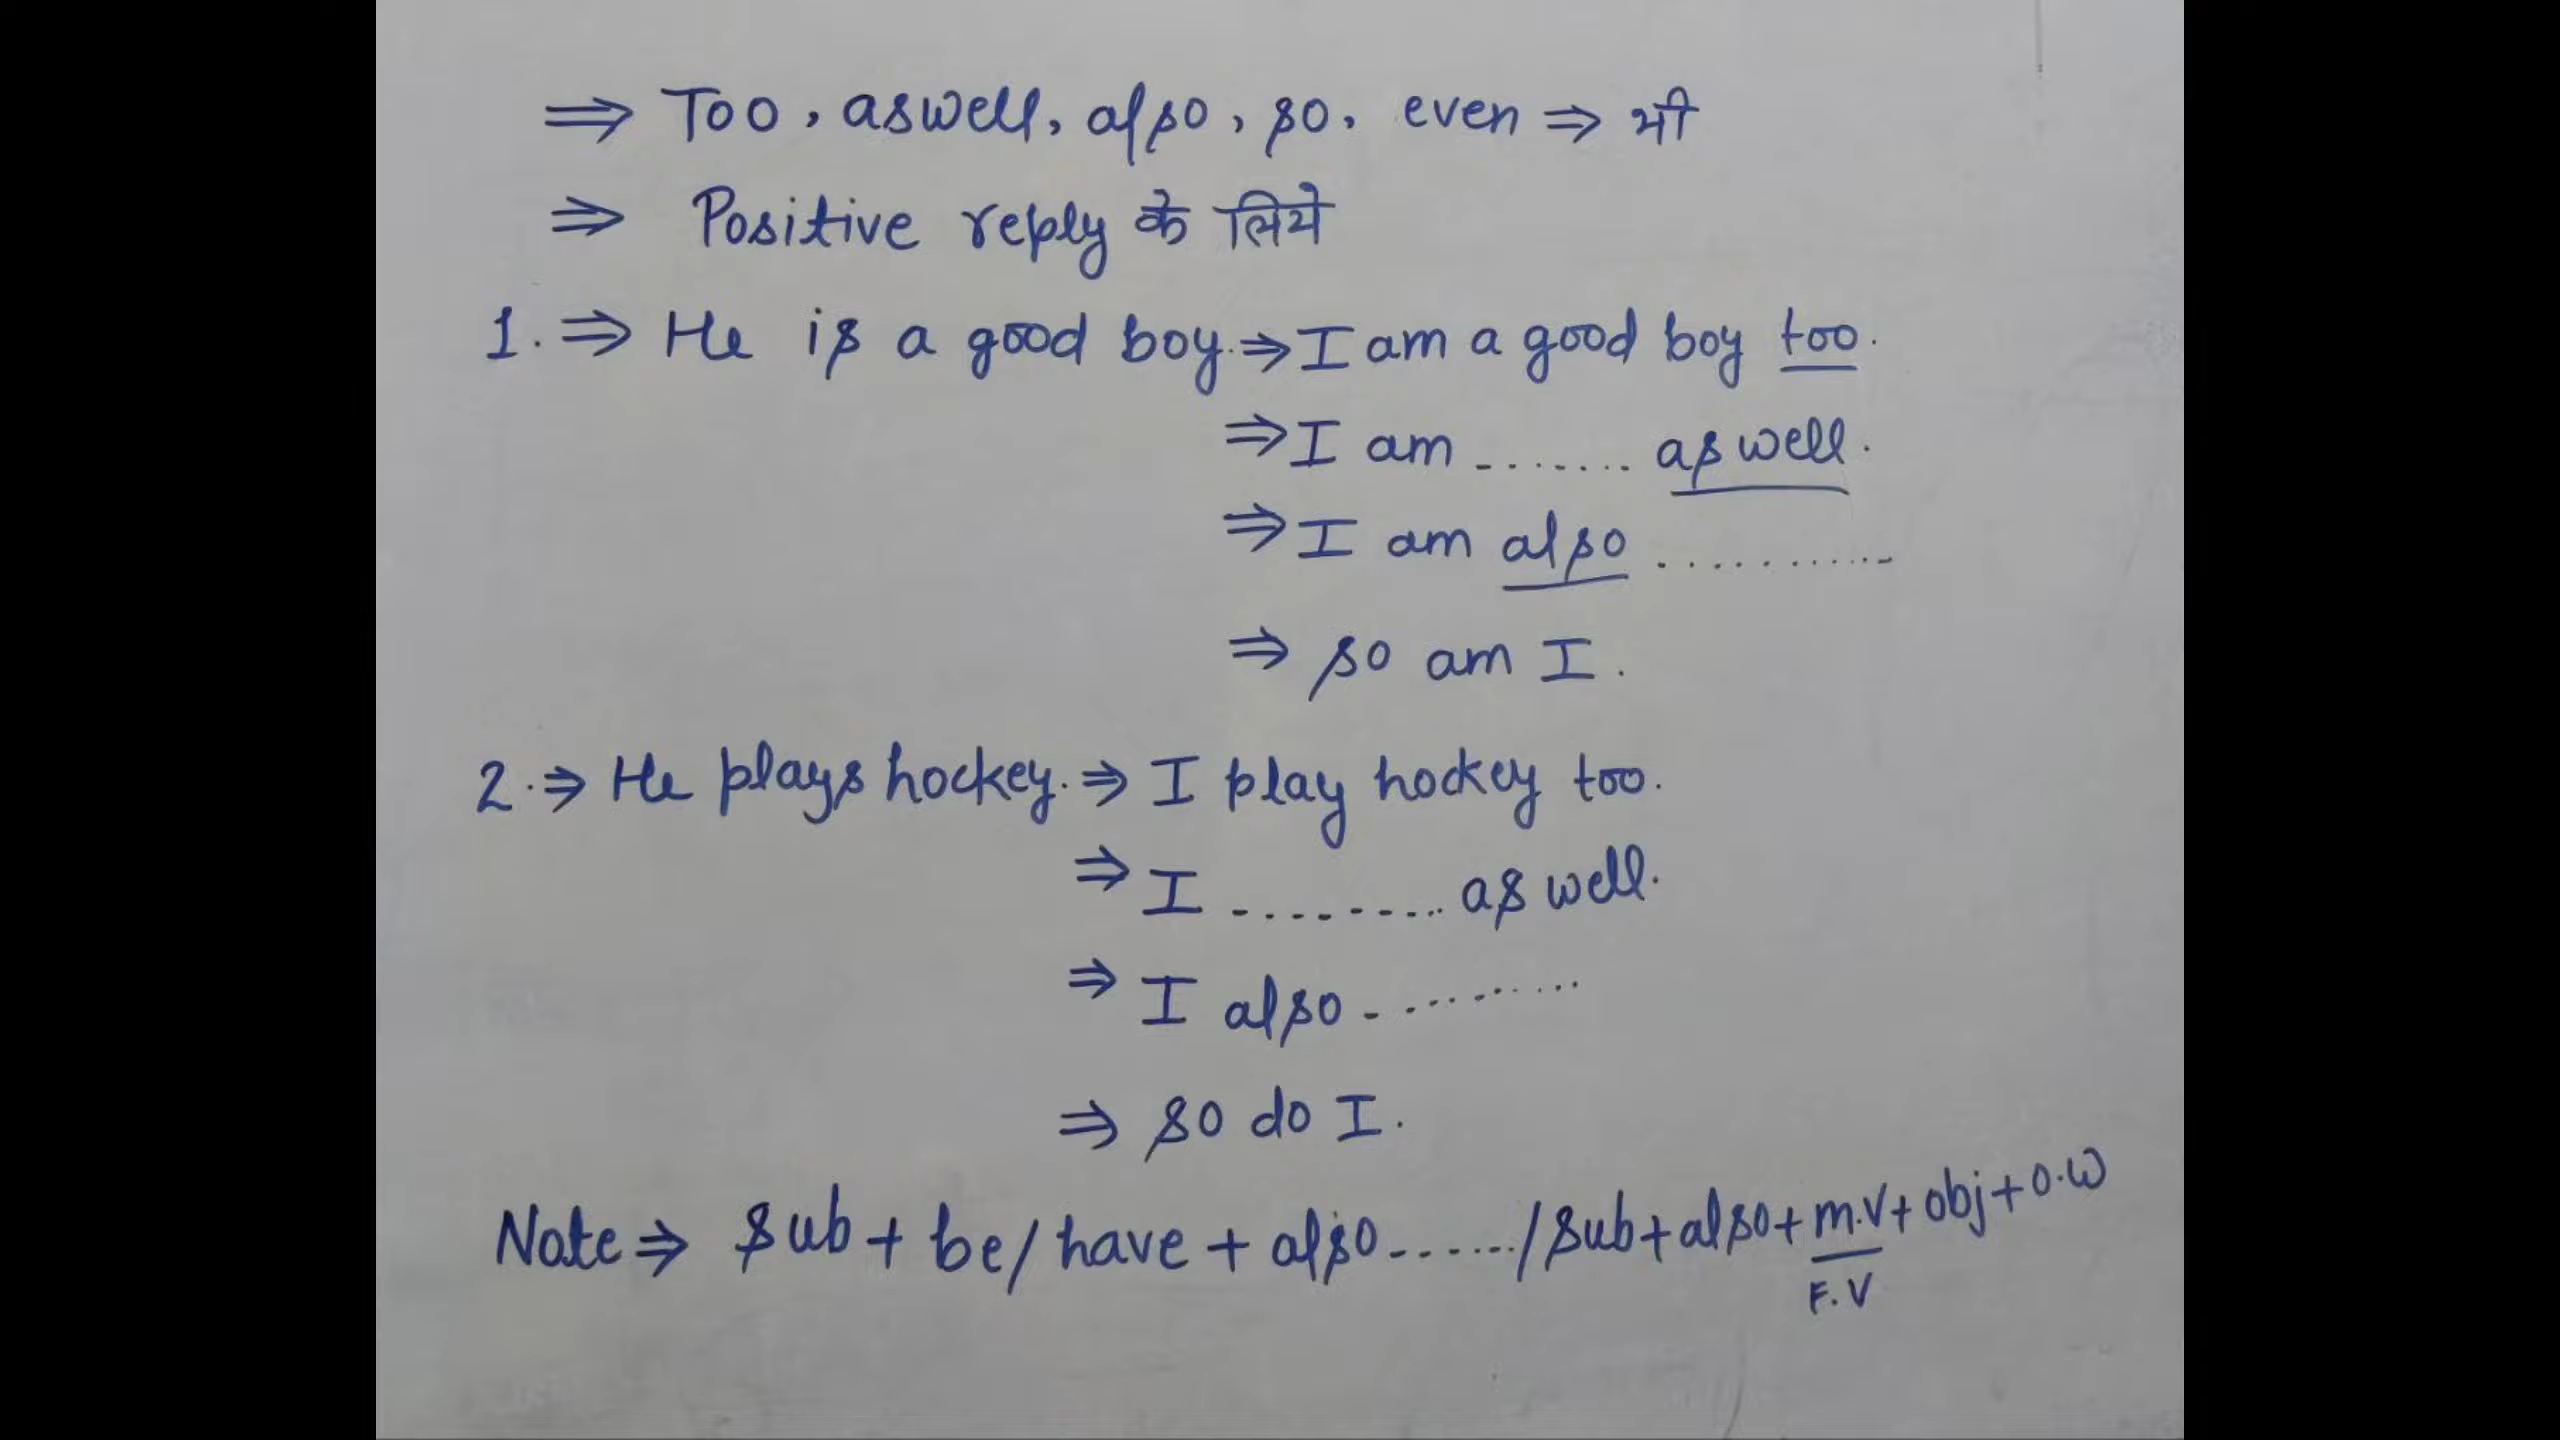 ⇒ Too, aswell, also, so, even ⇒ भी
⇒ Positive reply के लिये
1. ⇒ He is a good boy. ⇒ I am a good boy too.
⇒ I am ....... as well.
⇒ I am also ...........
⇒ so am I.
2. ⇒ He plays hockey. ⇒ I play hockey too.
⇒ I ......... as well.
⇒ I also .........
⇒ so do I.
Note ⇒ Sub + be/have + also ....../Sub + also + m.v + obj + o.w
F.V